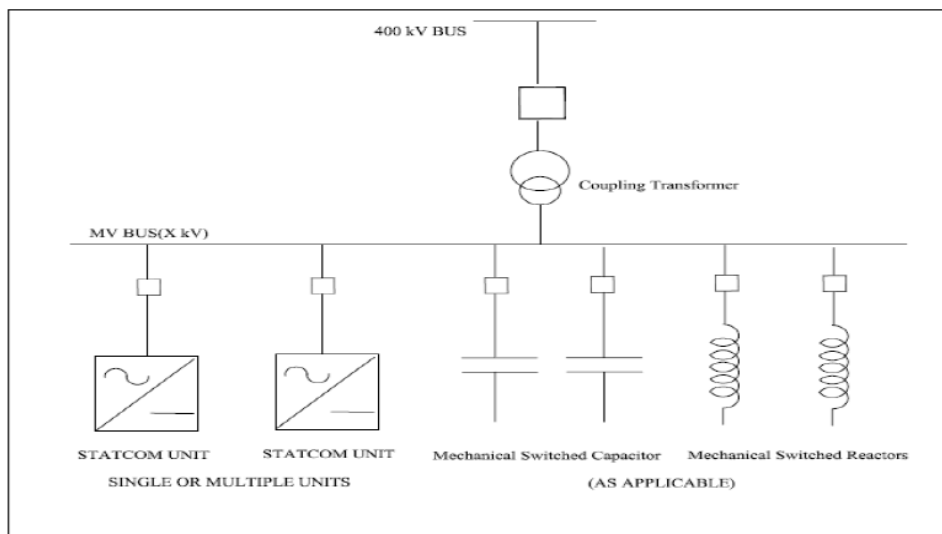 400 kV BUS
Coupling Transformer
MV BUS(X kV)
STATCOM UNIT
STATCOM UNIT
Mechanical Switched Capacitor
Mechanical Switched Reactors
SINGLE OR MULTIPLE UNITS
(AS APPLICABLE)